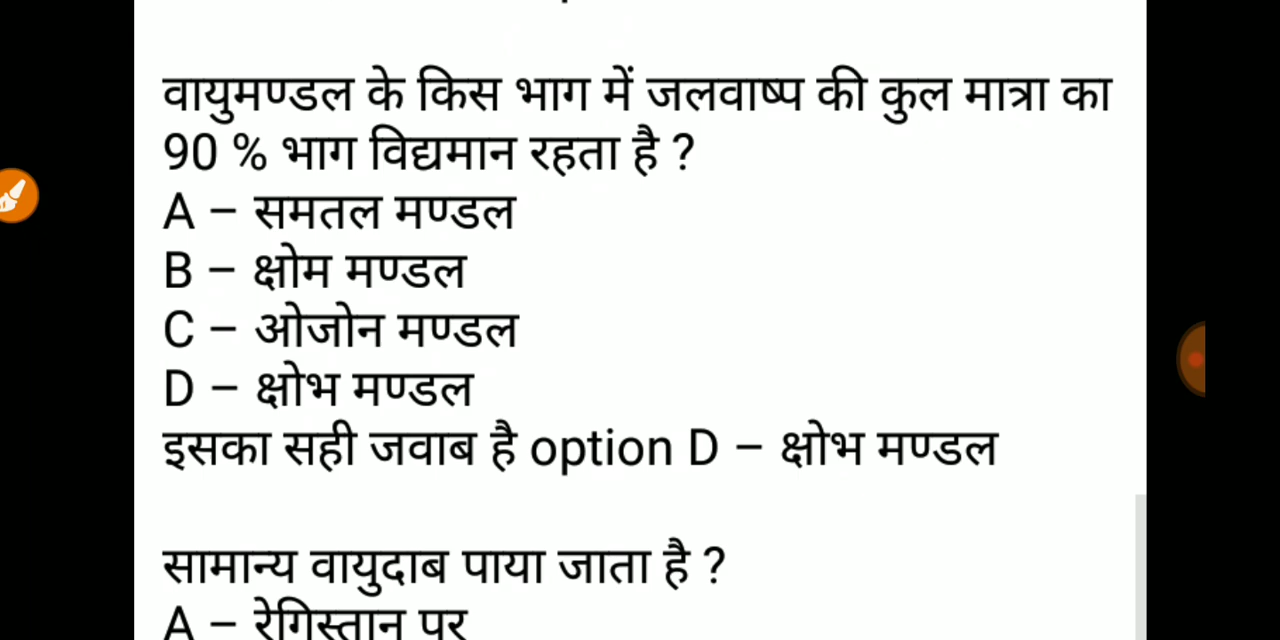 वायुमण्डल के किस भाग में जलवाष्प की कुल मात्रा का
90 % भाग विद्यमान रहता है ?
A – समतल मण्डल
B – क्षोम मण्डल
C – ओजोन मण्डल
D – क्षोभ मण्डल
इसका सही जवाब है option D – क्षोभ मण्डल
सामान्य वायुदाब पाया जाता है ?
A – रेगिस्तान पर